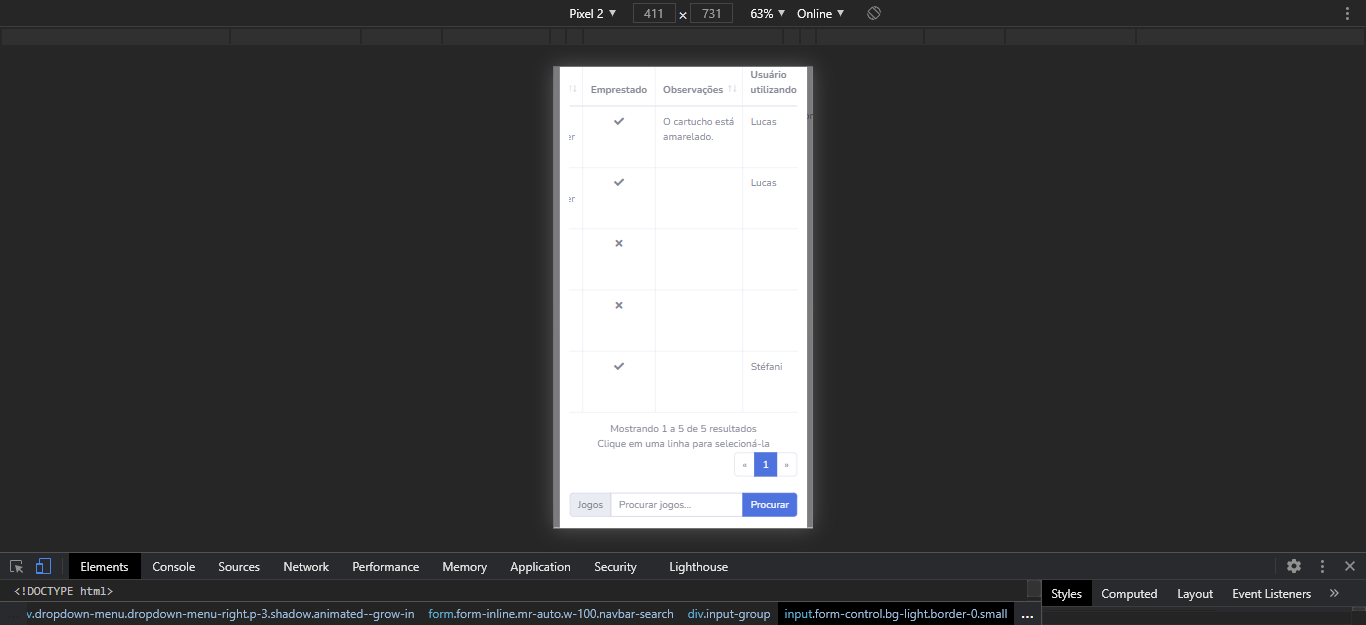 Pixel 2 ▼ 411 × 731 63% ▼ Online ▼
Usuário
↑↓ Emprestado Observações ↑↓ utilizando
O cartucho está Lucas or
er amarelado.
Lucas
er
Stéfani
Mostrando 1 a 5 de 5 resultados
Clique em uma linha para selecioná-la
« 1 »
Jogos Procurar jogos... Procurar
Elements Console Sources Network Performance Memory Application Security Lighthouse
<!DOCTYPE html>
Styles Computed Layout Event Listeners »
v.dropdown-menu.dropdown-menu-right.p-3.shadow.animated--grow-in form.form-inline.mr-auto.w-100.navbar-search div.input-group input.form-control.bg-light.border-0.small ...